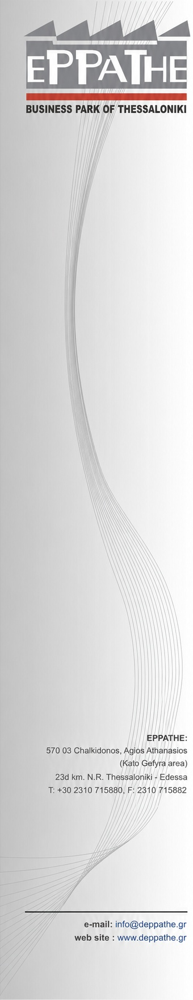 EPPATHE
BUSINESS PARK OF THESSALONIKI
EPPATHE:
570 03 Chalkidonos, Agios Athanasios
(Kato Gefyra area)
23d km. N.R. Thessaloniki - Edessa
T: +30 2310 715880, F: 2310 715882
e-mail: info@deppathe.gr
web site : www.deppathe.gr